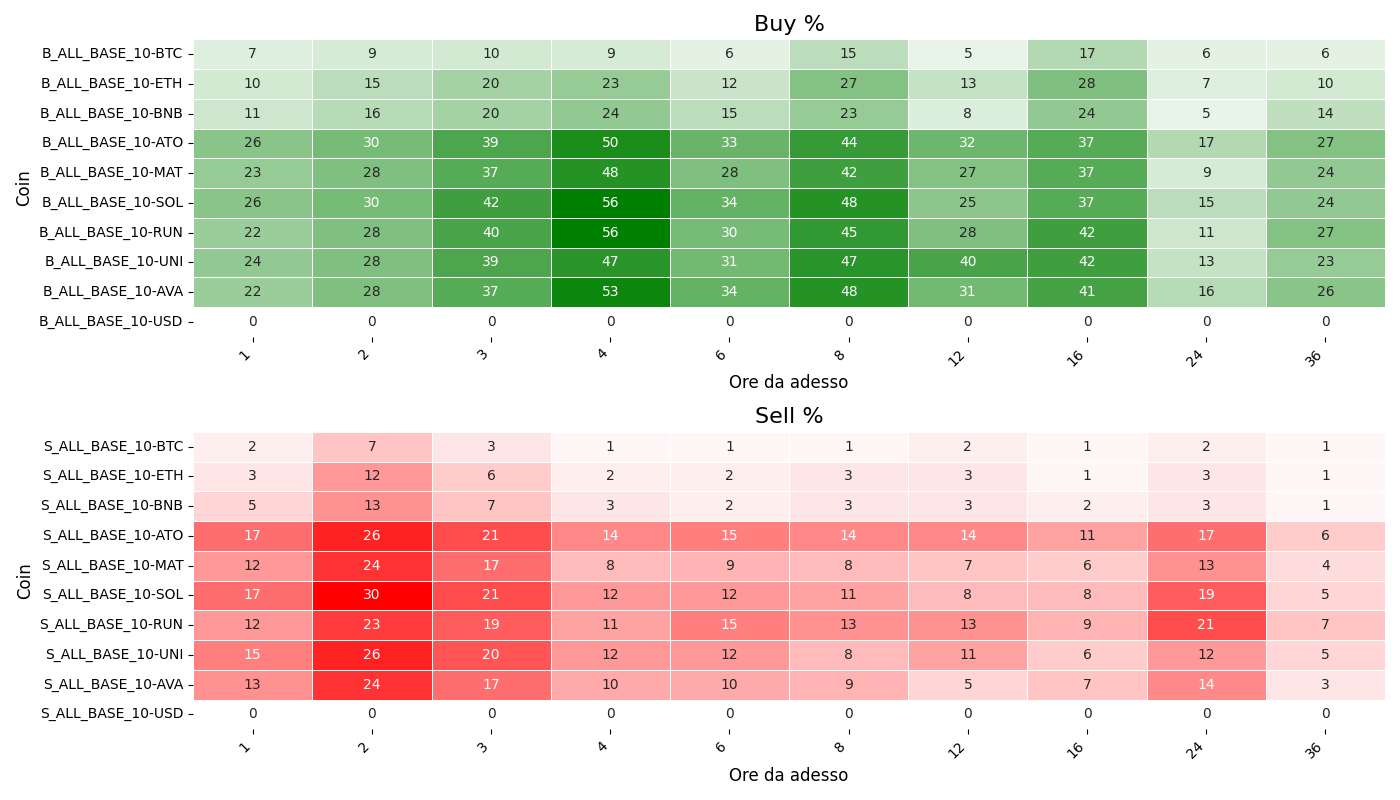 Buy %
Coin
B_ALL_BASE_10-BTC 7 9 10 9 6 15 5 17 6 6
B_ALL_BASE_10-ETH 10 15 20 23 12 27 13 28 7 10
B_ALL_BASE_10-BNB 11 16 20 24 15 23 8 24 5 14
B_ALL_BASE_10-ATO 26 30 39 50 33 44 32 37 17 27
B_ALL_BASE_10-MAT 23 28 37 48 28 42 27 37 9 24
B_ALL_BASE_10-SOL 26 30 42 56 34 48 25 37 15 24
B_ALL_BASE_10-RUN 22 28 40 56 30 45 28 42 11 27
B_ALL_BASE_10-UNI 24 28 39 47 31 47 40 42 13 23
B_ALL_BASE_10-AVA 22 28 37 53 34 48 31 41 16 26
B_ALL_BASE_10-USD 0 0 0 0 0 0 0 0 0 0
1 2 3 4 6 8 12 16 24 36
Ore da adesso
Sell %
Coin
S_ALL_BASE_10-BTC 2 7 3 1 1 1 2 1 2 1
S_ALL_BASE_10-ETH 3 12 6 2 2 3 3 1 3 1
S_ALL_BASE_10-BNB 5 13 7 3 2 3 3 2 3 1
S_ALL_BASE_10-ATO 17 26 21 14 15 14 14 11 17 6
S_ALL_BASE_10-MAT 12 24 17 8 9 8 7 6 13 4
S_ALL_BASE_10-SOL 17 30 21 12 12 11 8 8 19 5
S_ALL_BASE_10-RUN 12 23 19 11 15 13 13 9 21 7
S_ALL_BASE_10-UNI 15 26 20 12 12 8 11 6 12 5
S_ALL_BASE_10-AVA 13 24 17 10 10 9 5 7 14 3
S_ALL_BASE_10-USD 0 0 0 0 0 0 0 0 0 0
1 2 3 4 6 8 12 16 24 36
Ore da adesso